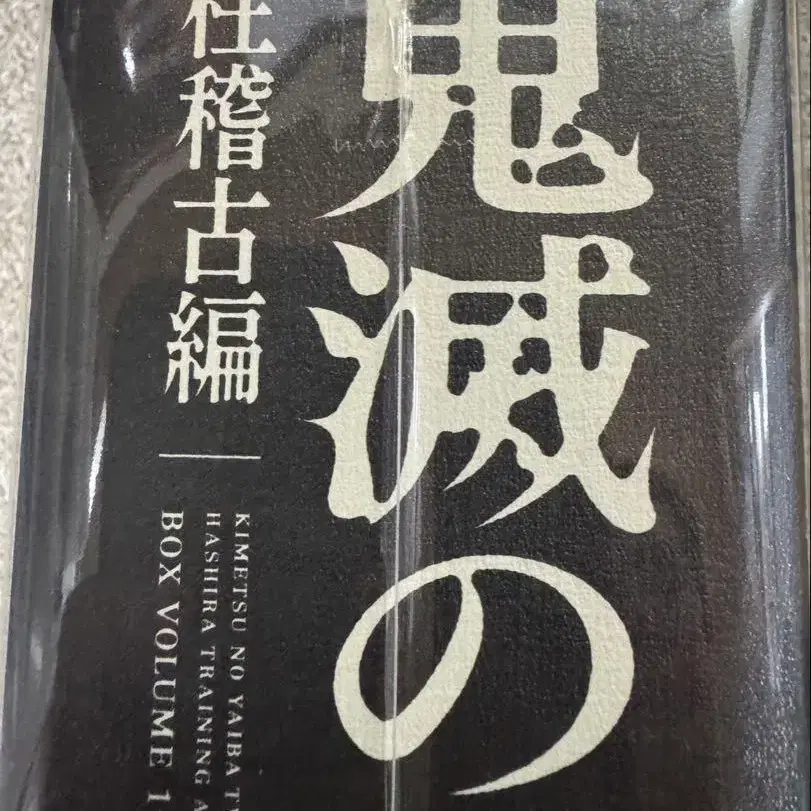 鬼滅の
柱稽古編
KIMETSU NO YAIBA
HASHIRA TRAINING
BOX VOLUME 1